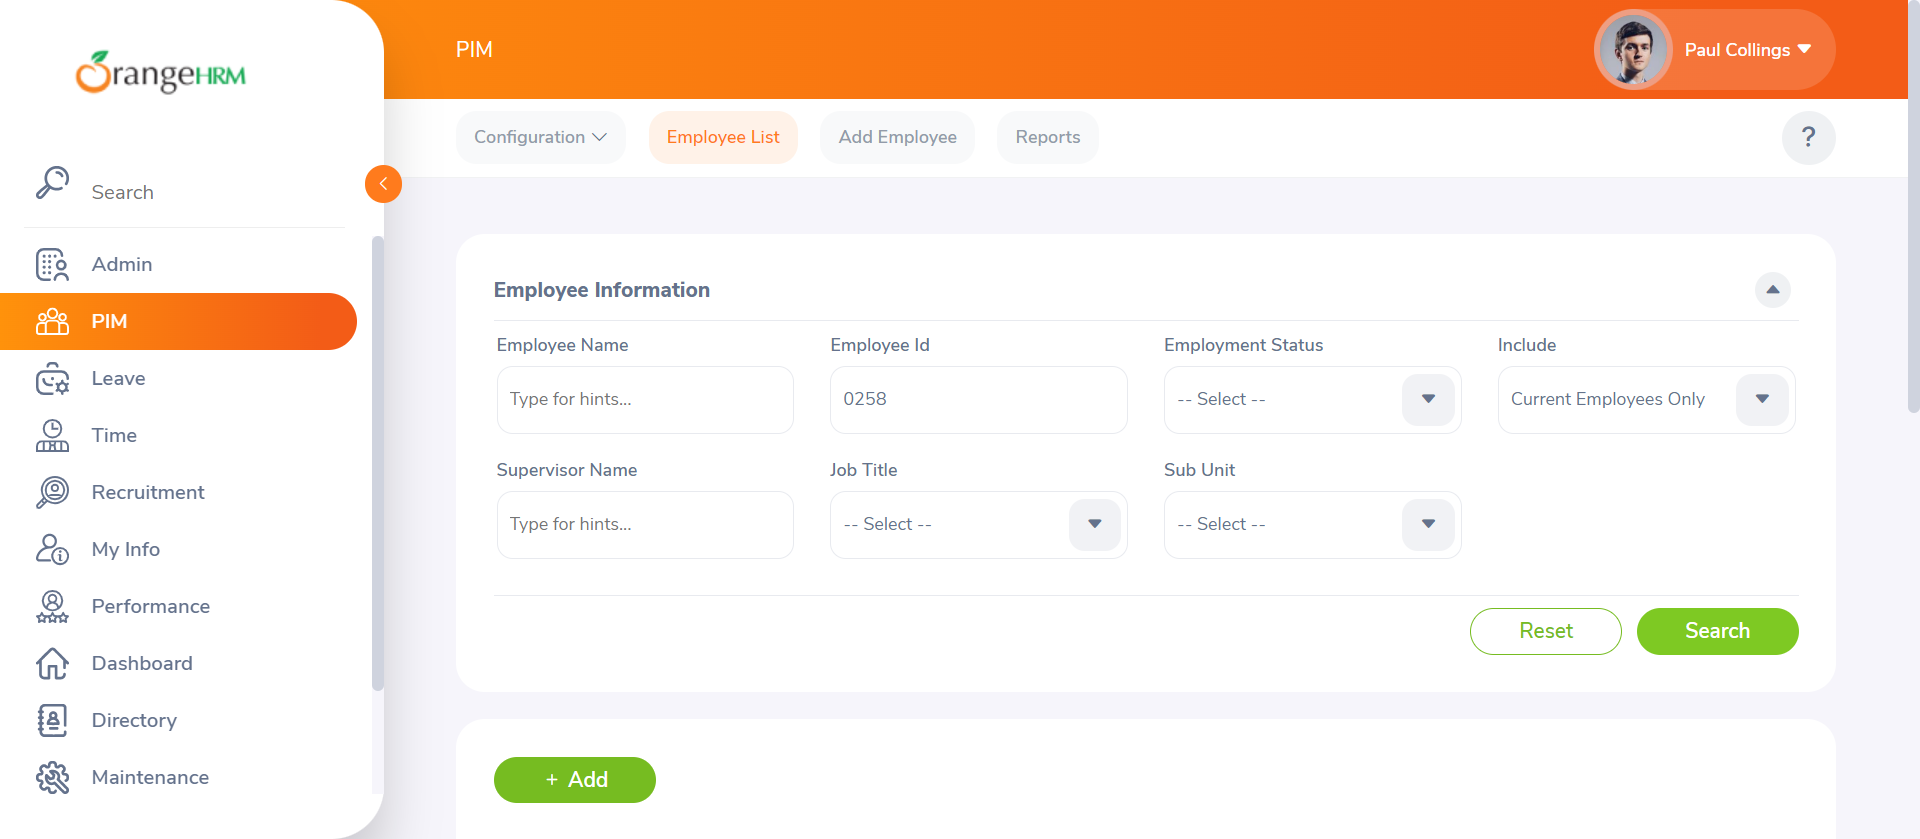 OrangeHRM
PIM
Paul Collings
Search
Configuration
Employee List
Add Employee
Reports
?
Admin
PIM
Leave
Time
Recruitment
My Info
Performance
Dashboard
Directory
Maintenance
Employee Information
Employee Name
Employee Id
Employment Status
Include
Type for hints...
0258
-- Select --
Current Employees Only
Supervisor Name
Job Title
Sub Unit
Type for hints...
-- Select --
-- Select --
Reset
Search
+ Add